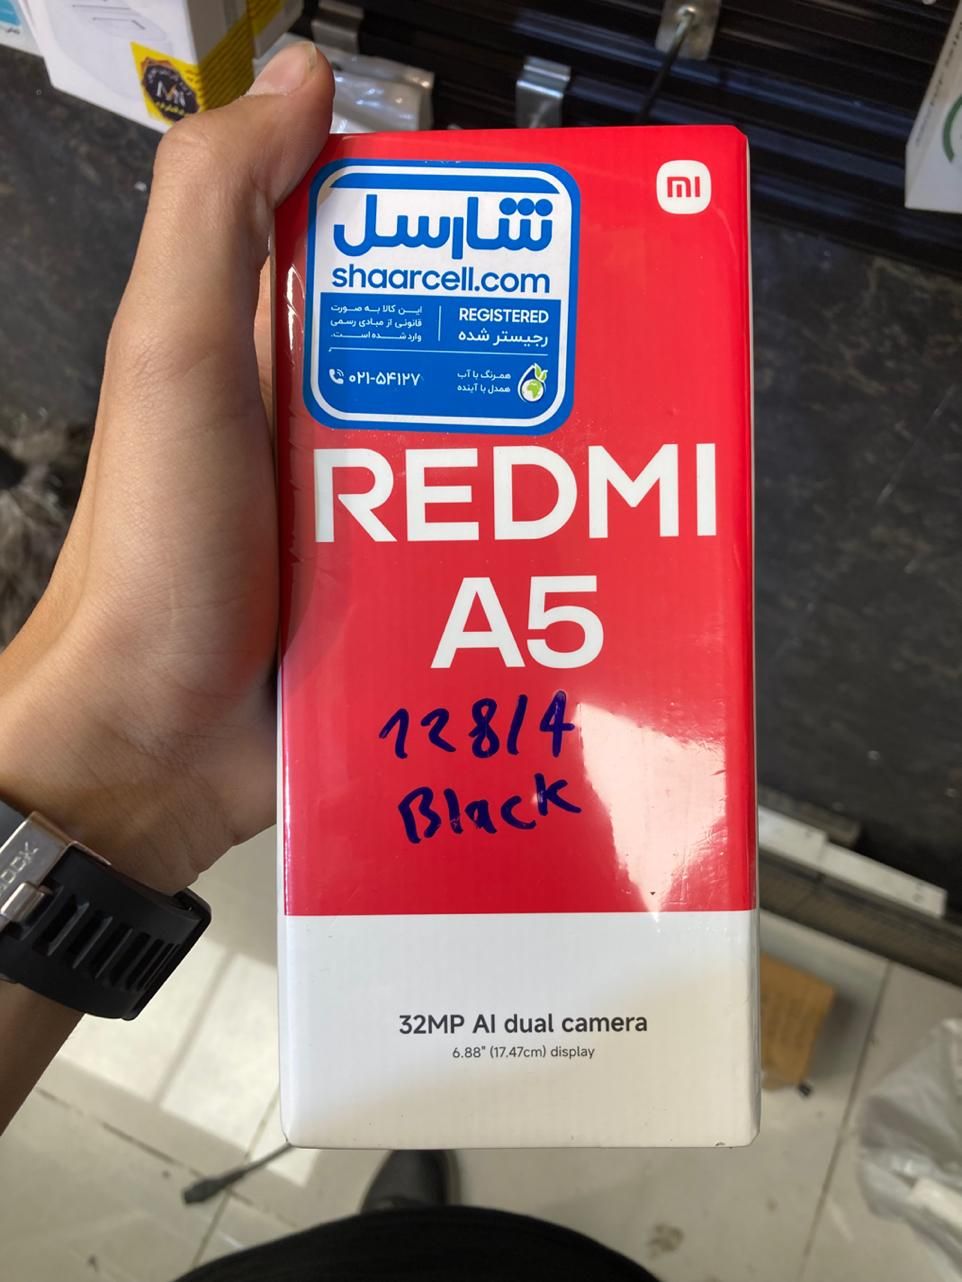 mi
شارسل
shaarcell.com
REGISTERED
رجیستر شده
این کالا به صورت
قانونی از مبادی رسمی
وارد شده است.
۰۲۱-۵۴۱۲۷
همرنگ با آب
همدل با آینده
REDMI
A5
128/4
Black
32MP AI dual camera
6.88" (17.47cm) display